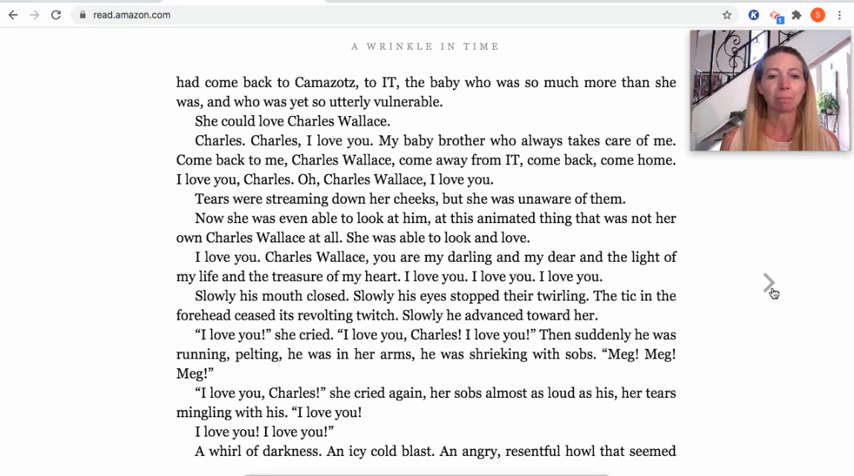 read.amazon.com
S
1
A WRINKLE IN TIME
had come back to Camazotz, to IT, the baby who was so much more than she
was, and who was yet so utterly vulnerable.
She could love Charles Wallace.
Charles. Charles, I love you. My baby brother who always takes care of me.
Come back to me, Charles Wallace, come away from IT, come back, come home.
I love you, Charles. Oh, Charles Wallace, I love you.
Tears were streaming down her cheeks, but she was unaware of them.
Now she was even able to look at him, at this animated thing that was not her
own Charles Wallace at all. She was able to look and love.
I love you. Charles Wallace, you are my darling and my dear and the light of
my life and the treasure of my heart. I love you. I love you. I love you.
Slowly his mouth closed. Slowly his eyes stopped their twirling. The tic in the
forehead ceased its revolting twitch. Slowly he advanced toward her.
“I love you!” she cried. “I love you, Charles! I love you!” Then suddenly he was
running, pelting, he was in her arms, he was shrieking with sobs. “Meg! Meg!
Meg!”
“I love you, Charles!” she cried again, her sobs almost as loud as his, her tears
mingling with his. “I love you!
I love you! I love you!”
A whirl of darkness. An icy cold blast. An angry, resentful howl that seemed